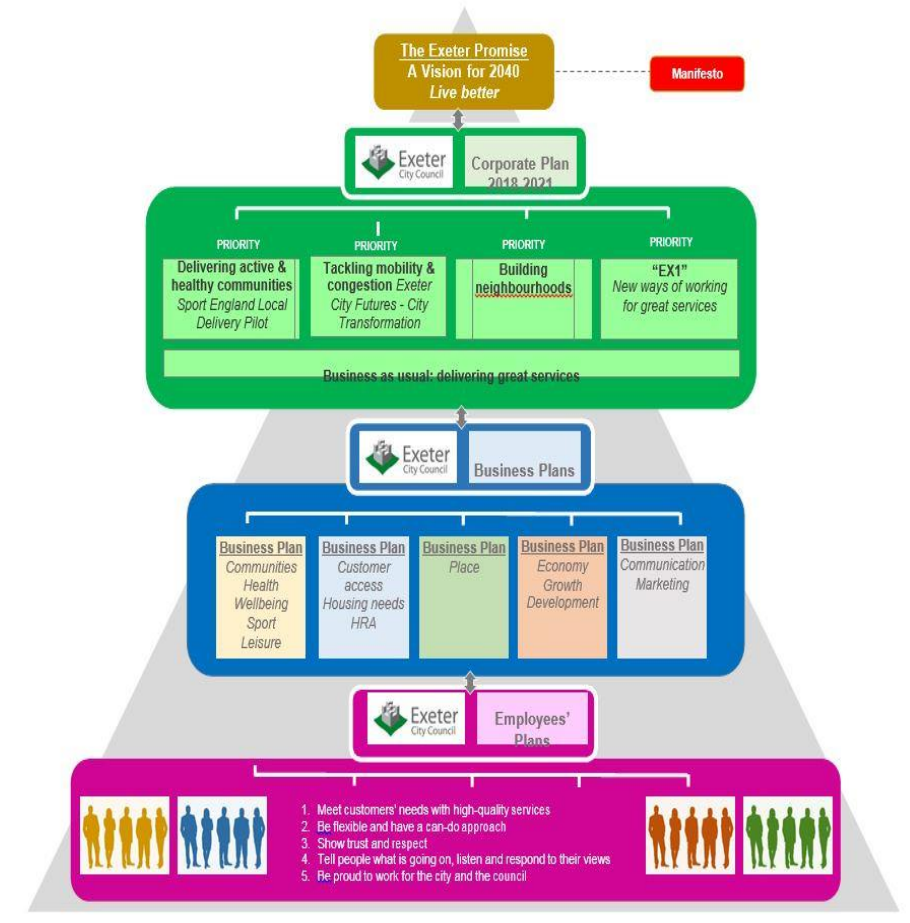 The Exeter Promise
A Vision for 2040
Live better
Manifesto
Exeter
City Council
Corporate Plan
2018 2021
PRIORITY
Delivering active &
healthy communities
Sport England Local
Delivery Pilot
PRIORITY
Tackling mobility &
congestion Exeter
City Futures - City
Transformation
PRIORITY
Building
neighbourhoods
PRIORITY
“EX1”
New ways of working
for great services
Business as usual: delivering great services
Exeter
City Council
Business Plans
Business Plan
Communities
Health
Wellbeing
Sport
Leisure
Business Plan
Customer
access
Housing needs
HRA
Business Plan
Place
Business Plan
Economy
Growth
Development
Business Plan
Communication
Marketing
Exeter
City Council
Employees’
Plans
1. Meet customers' needs with high-quality services
2. Be flexible and have a can-do approach
3. Show trust and respect
4. Tell people what is going on, listen and respond to their views
5. Be proud to work for the city and the council